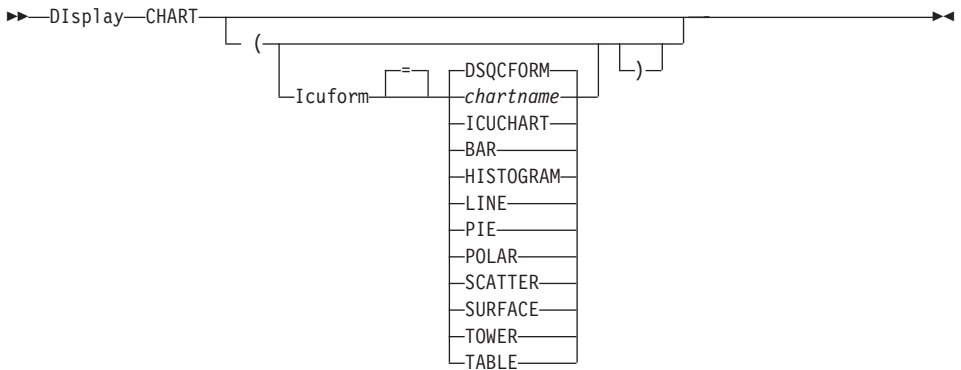 DIsplay CHART
(
=
DSQCFORM
)
Icuform
chartname
ICUCHART
BAR
HISTOGRAM
LINE
PIE
POLAR
SCATTER
SURFACE
TOWER
TABLE